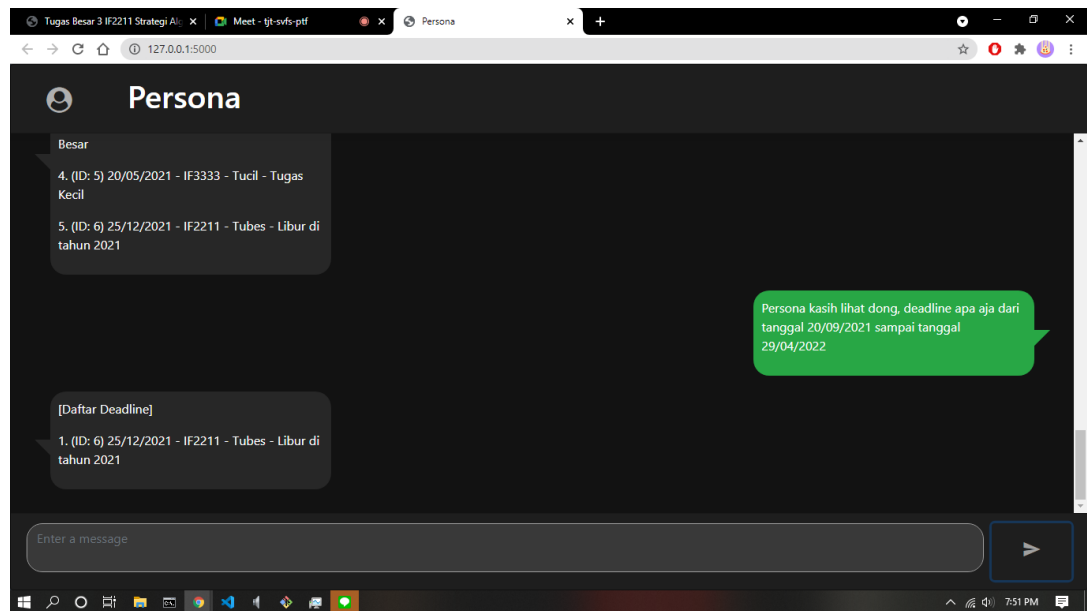 Tugas Besar 3 IF2211 Strategi Alg
Meet - tjt-svfs-ptf
Persona
127.0.0.1:5000
Persona
Besar
4. (ID: 5) 20/05/2021 - IF3333 - Tucil - Tugas
Kecil
5. (ID: 6) 25/12/2021 - IF2211 - Tubes - Libur di
tahun 2021
Persona kasih lihat dong, deadline apa aja dari
tanggal 20/09/2021 sampai tanggal
29/04/2022
[Daftar Deadline]
1. (ID: 6) 25/12/2021 - IF2211 - Tubes - Libur di
tahun 2021
Enter a message
7:51 PM